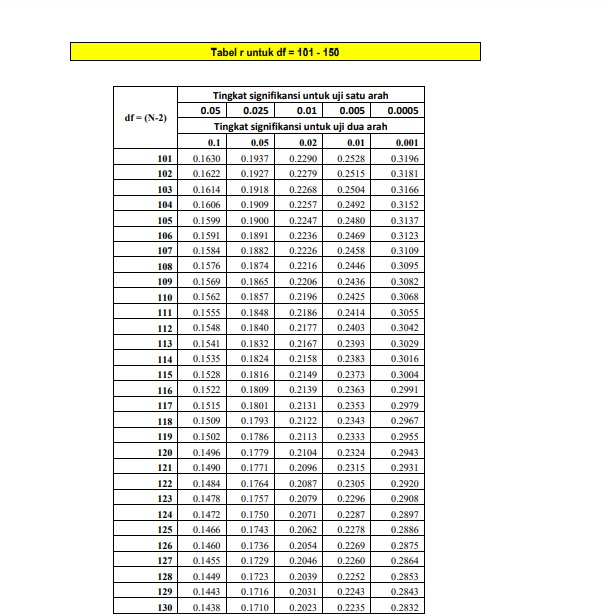 Tabel r untuk df = 101 - 150
df = (N-2)
Tingkat signifikansi untuk uji satu arah
0.05 0.025 0.01 0.005 0.0005
Tingkat signifikansi untuk uji dua arah
0.1 0.05 0.02 0.01 0.001
101 0.1630 0.1937 0.2290 0.2528 0.3196
102 0.1622 0.1927 0.2279 0.2515 0.3181
103 0.1614 0.1918 0.2268 0.2504 0.3166
104 0.1606 0.1909 0.2257 0.2492 0.3152
105 0.1599 0.1900 0.2247 0.2480 0.3137
106 0.1591 0.1891 0.2236 0.2469 0.3123
107 0.1584 0.1882 0.2226 0.2458 0.3109
108 0.1576 0.1874 0.2216 0.2446 0.3095
109 0.1569 0.1865 0.2206 0.2436 0.3082
110 0.1562 0.1857 0.2196 0.2425 0.3068
111 0.1555 0.1848 0.2186 0.2414 0.3055
112 0.1548 0.1840 0.2177 0.2403 0.3042
113 0.1541 0.1832 0.2167 0.2393 0.3029
114 0.1535 0.1824 0.2158 0.2383 0.3016
115 0.1528 0.1816 0.2149 0.2373 0.3004
116 0.1522 0.1809 0.2139 0.2363 0.2991
117 0.1515 0.1801 0.2131 0.2353 0.2979
118 0.1509 0.1793 0.2122 0.2343 0.2967
119 0.1502 0.1786 0.2113 0.2333 0.2955
120 0.1496 0.1779 0.2104 0.2324 0.2943
121 0.1490 0.1771 0.2096 0.2315 0.2931
122 0.1484 0.1764 0.2087 0.2305 0.2920
123 0.1478 0.1757 0.2079 0.2296 0.2908
124 0.1472 0.1750 0.2071 0.2287 0.2897
125 0.1466 0.1743 0.2062 0.2278 0.2886
126 0.1460 0.1736 0.2054 0.2269 0.2875
127 0.1455 0.1729 0.2046 0.2260 0.2864
128 0.1449 0.1723 0.2039 0.2252 0.2853
129 0.1443 0.1716 0.2031 0.2243 0.2843
130 0.1438 0.1710 0.2023 0.2235 0.2832